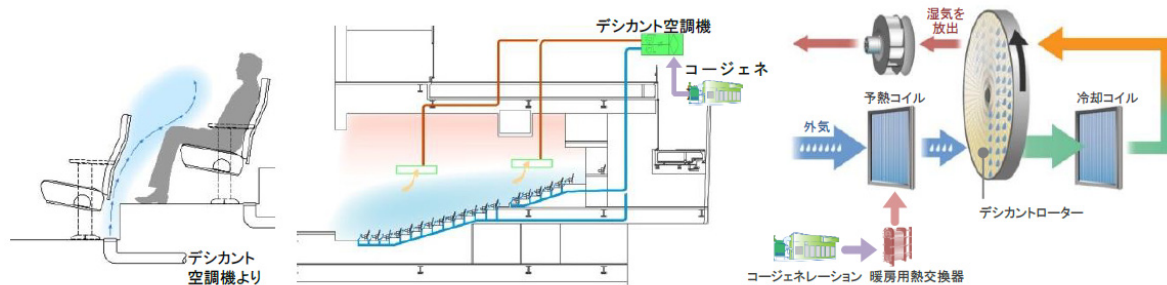 デシカント
空調機より
デシカント空調機
コージェネ
湿気を
放出
予熱コイル
冷却コイル
外気
デシカントローター
コージェネレーション
暖房用熱交換器